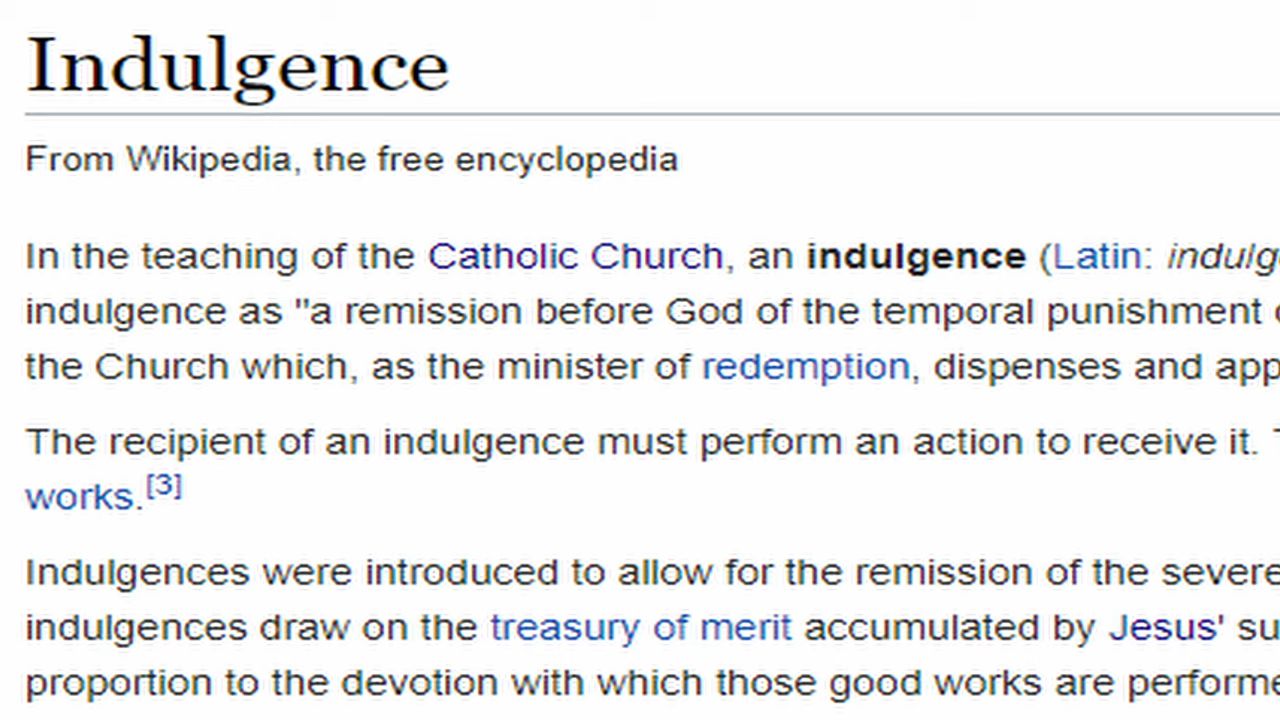 Indulgence
From Wikipedia, the free encyclopedia
In the teaching of the Catholic Church, an indulgence (Latin: indulg
indulgence as "a remission before God of the temporal punishment
the Church which, as the minister of redemption, dispenses and app
The recipient of an indulgence must perform an action to receive it.
works.[3]
Indulgences were introduced to allow for the remission of the severe
indulgences draw on the treasury of merit accumulated by Jesus' su
proportion to the devotion with which those good works are performe